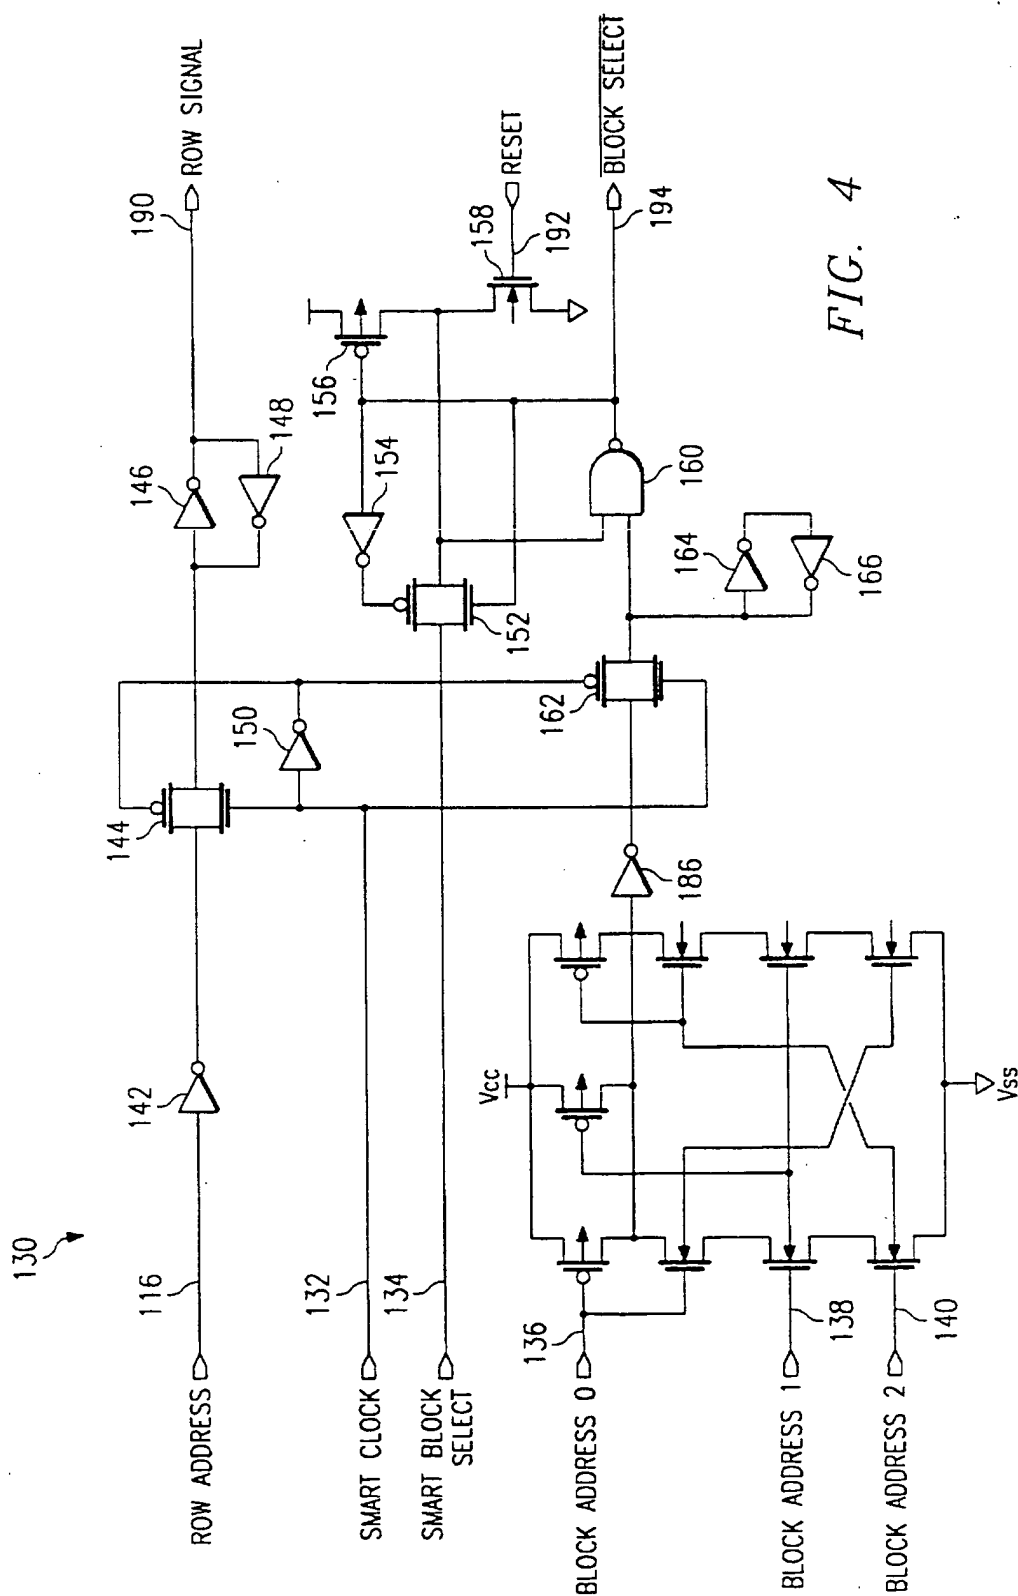 130
ROW ADDRESS
116
142
144
146
148
190
ROW SIGNAL
150
SMART CLOCK
132
SMART BLOCK
SELECT
134
152
154
156
158
192
RESET
BLOCK ADDRESS 0
136
Vcc
186
162
160
194
BLOCK SELECT
164
166
BLOCK ADDRESS 1
138
BLOCK ADDRESS 2
140
Vss
FIG. 4